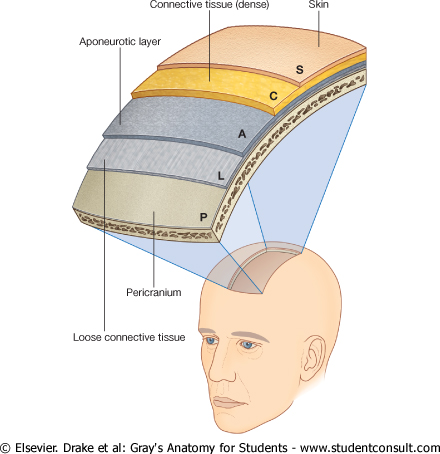 Connective tissue (dense)
Skin
Aponeurotic layer
S
C
A
L
P
Pericranium
Loose connective tissue
© Elsevier. Drake et al: Gray's Anatomy for Students - www.studentconsult.com